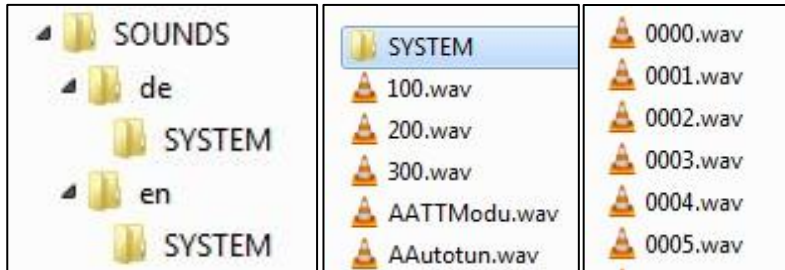 SOUNDS
de
SYSTEM
en
SYSTEM
SYSTEM
100.wav
200.wav
300.wav
AATTModu.wav
AAutotun.wav
0000.wav
0001.wav
0002.wav
0003.wav
0004.wav
0005.wav